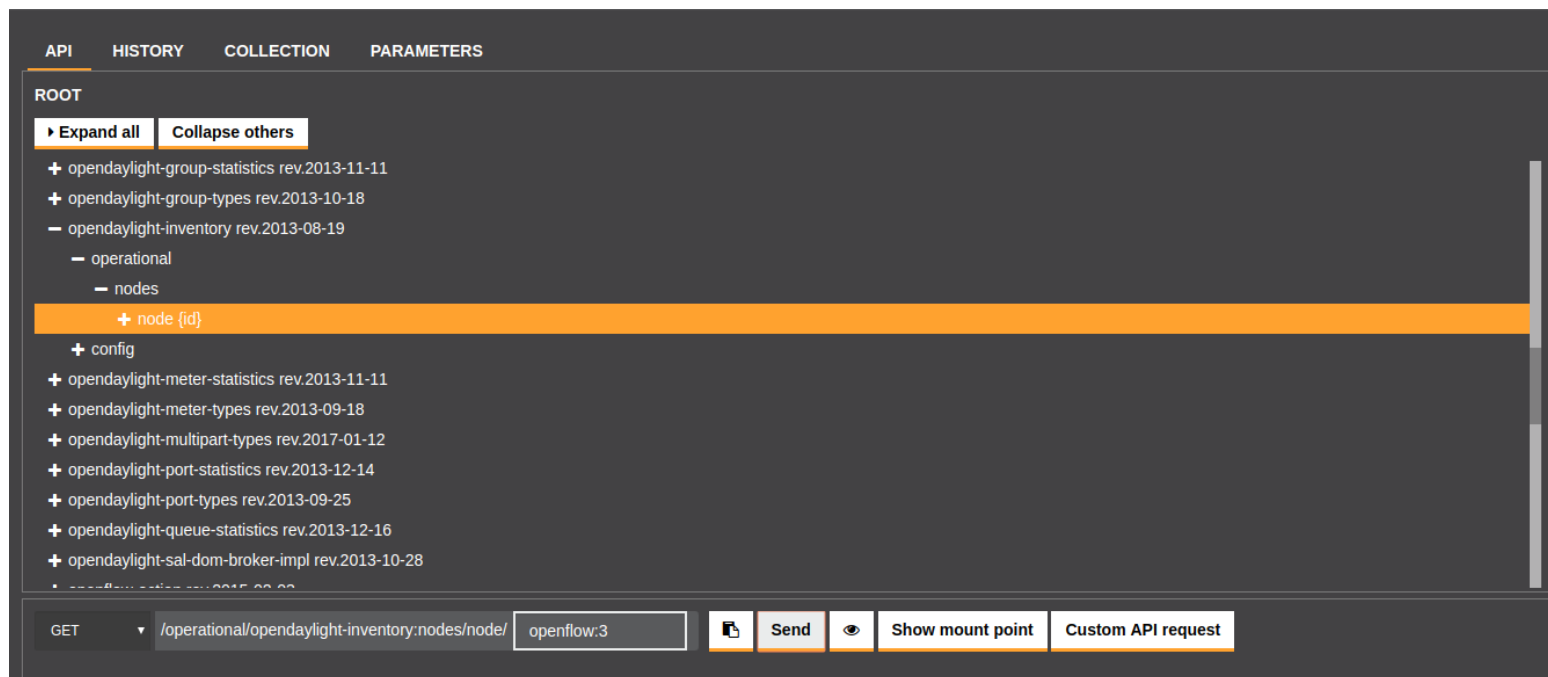 API HISTORY COLLECTION PARAMETERS
ROOT
Expand all Collapse others
opendaylight-group-statistics rev.2013-11-11
opendaylight-group-types rev.2013-10-18
opendaylight-inventory rev.2013-08-19
operational
nodes
node {id}
config
opendaylight-meter-statistics rev.2013-11-11
opendaylight-meter-types rev.2013-09-18
opendaylight-multipart-types rev.2017-01-12
opendaylight-port-statistics rev.2013-12-14
opendaylight-port-types rev.2013-09-25
opendaylight-queue-statistics rev.2013-12-16
opendaylight-sal-dom-broker-impl rev.2013-10-28
GET /operational/opendaylight-inventory:nodes/node/ openflow:3 Send Show mount point Custom API request